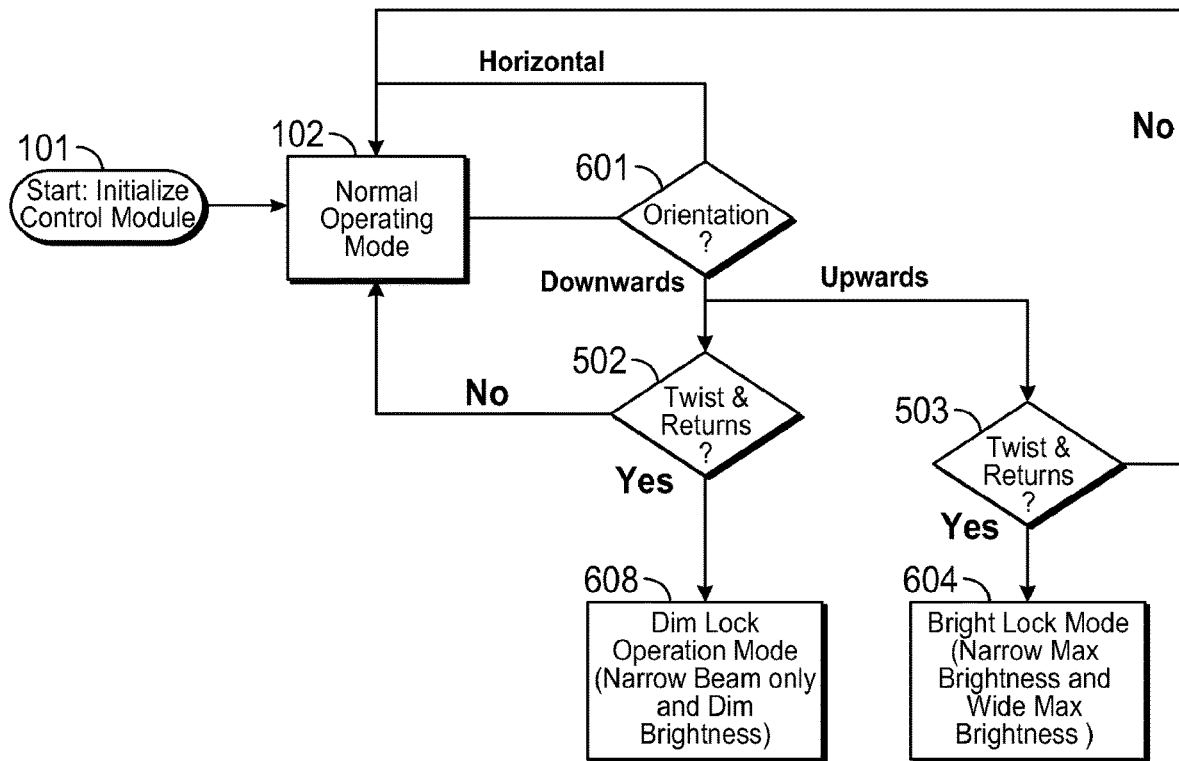 Horizontal
No
101
Start: Initialize
Control Module
102
Normal
Operating
Mode
601
Orientation
?
Downwards
Upwards
502
Twist &
Returns
?
No
Yes
503
Twist &
Returns
?
Yes
608
Dim Lock
Operation Mode
(Narrow Beam only
and Dim
Brightness)
604
Bright Lock Mode
(Narrow Max
Brightness and
Wide Max
Brightness )